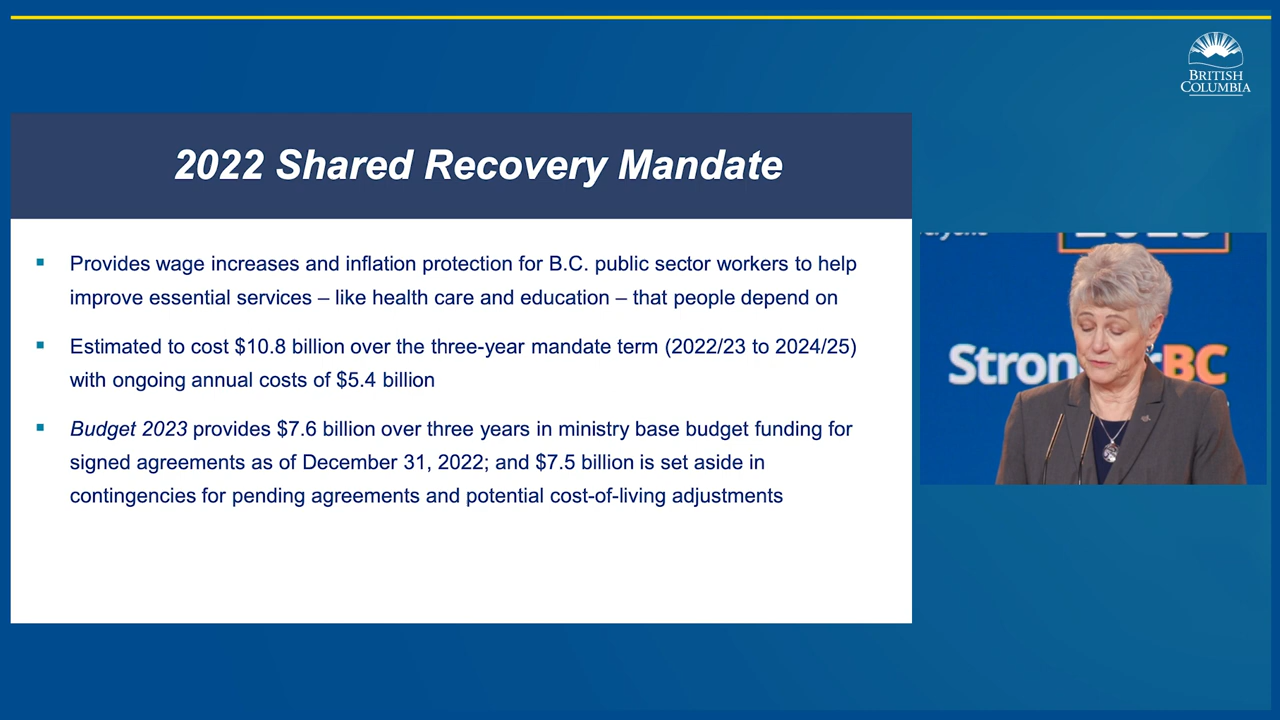 BRITISH
COLUMBIA
2022 Shared Recovery Mandate
▪ Provides wage increases and inflation protection for B.C. public sector workers to help
improve essential services – like health care and education – that people depend on
▪ Estimated to cost $10.8 billion over the three-year mandate term (2022/23 to 2024/25)
with ongoing annual costs of $5.4 billion
▪ Budget 2023 provides $7.6 billion over three years in ministry base budget funding for
signed agreements as of December 31, 2022; and $7.5 billion is set aside in
contingencies for pending agreements and potential cost-of-living adjustments